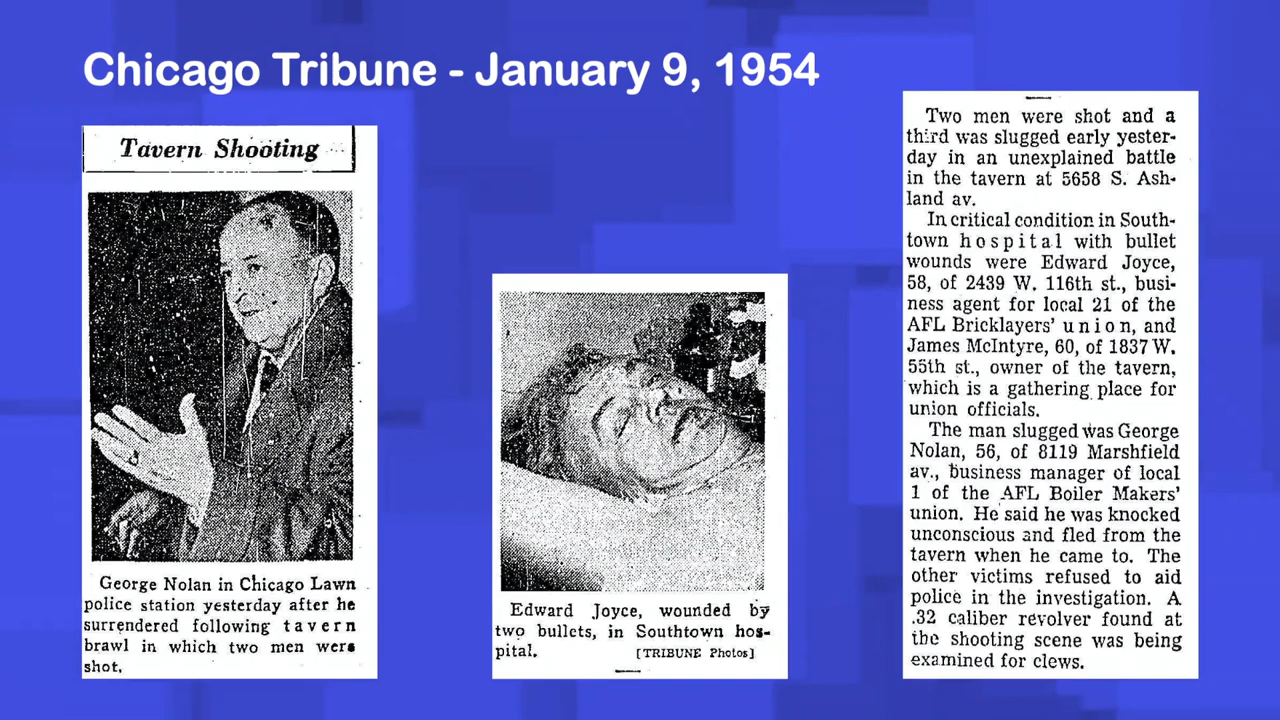 Chicago Tribune - January 9, 1954
Tavern Shooting
George Nolan in Chicago Lawn
police station yesterday after he
surrendered following tavern
brawl in which two men were
shot.
Edward Joyce, wounded by
two bullets, in Southtown hos-
pital. [TRIBUNE Photos]
Two men were shot and a
third was slugged early yester-
day in an unexplained battle
in the tavern at 5658 S. Ash-
land av.
In critical condition in South-
town hospital with bullet
wounds were Edward Joyce,
58, of 2439 W. 116th st., busi-
ness agent for local 21 of the
AFL Bricklayers' union, and
James McIntyre, 60, of 1837 W.
55th st., owner of the tavern,
which is a gathering place for
union officials.
The man slugged was George
Nolan, 56, of 8119 Marshfield
av., business manager of local
1 of the AFL Boiler Makers'
union. He said he was knocked
unconscious and fled from the
tavern when he came to. The
other victims refused to aid
police in the investigation. A
.32 caliber revolver found at
the shooting scene was being
examined for clews.